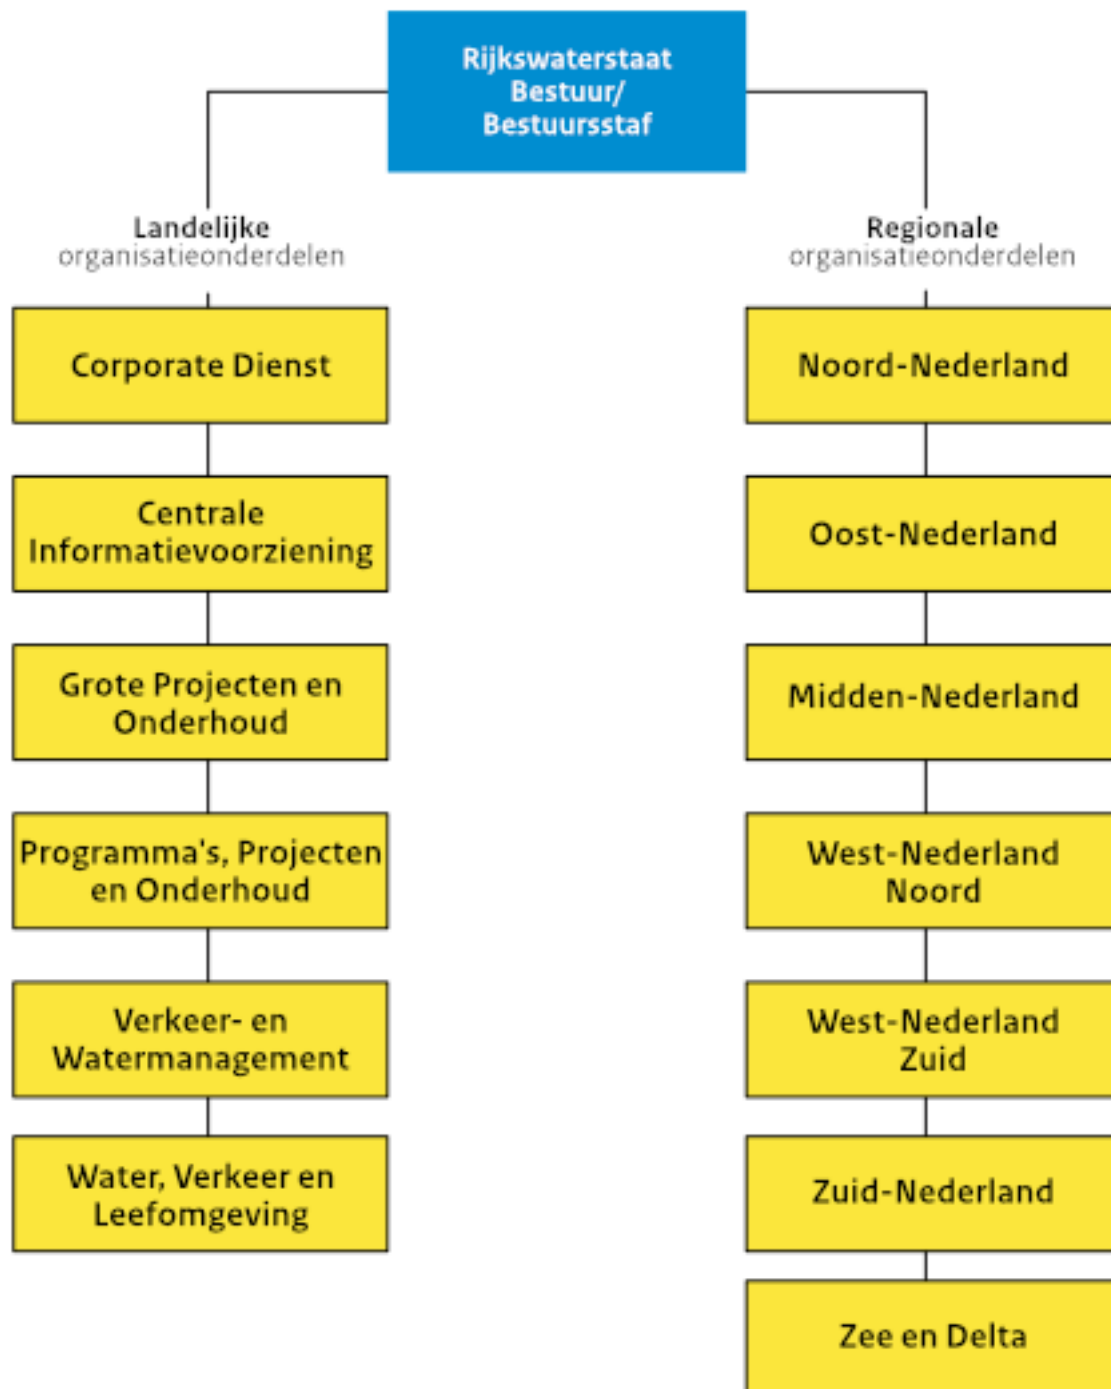 Rijkswaterstaat
Bestuur/
Bestuursstaf
Landelijke
organisatieonderdelen
Corporate Dienst
Centrale
Informatievoorziening
Grote Projecten en
Onderhoud
Programma's, Projecten
en Onderhoud
Verkeer- en
Watermanagement
Water, Verkeer en
Leefomgeving
Regionale
organisatieonderdelen
Noord-Nederland
Oost-Nederland
Midden-Nederland
West-Nederland
Noord
West-Nederland
Zuid
Zuid-Nederland
Zee en Delta